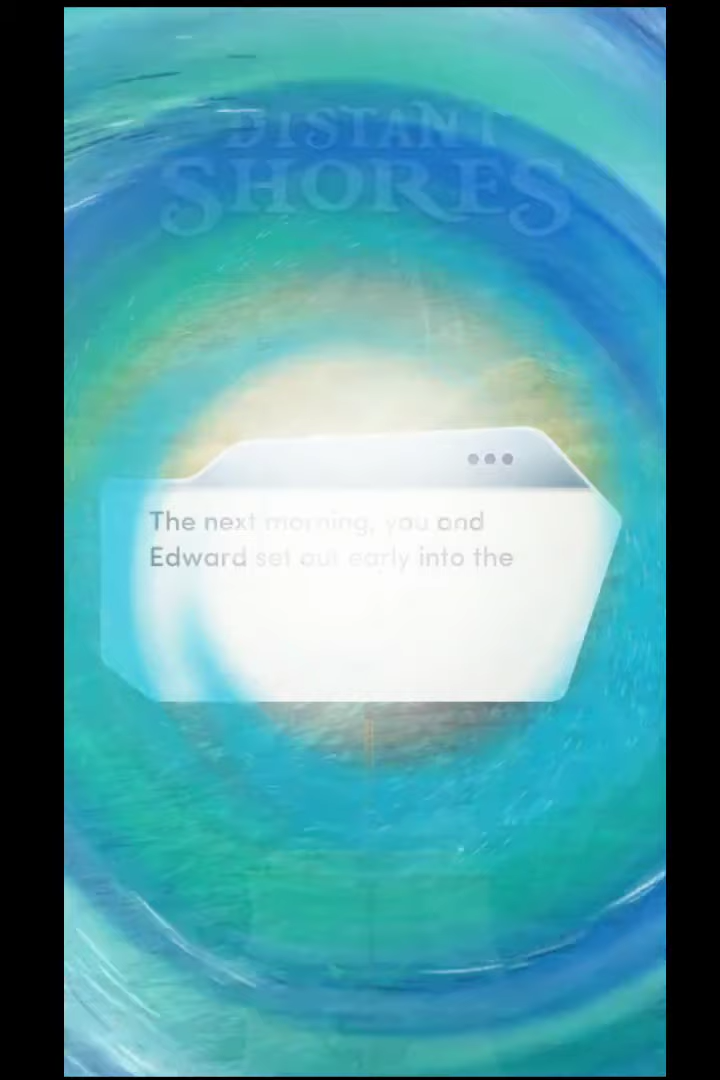 DISTANT
SHORES
The next morning, you and
Edward set out early into the